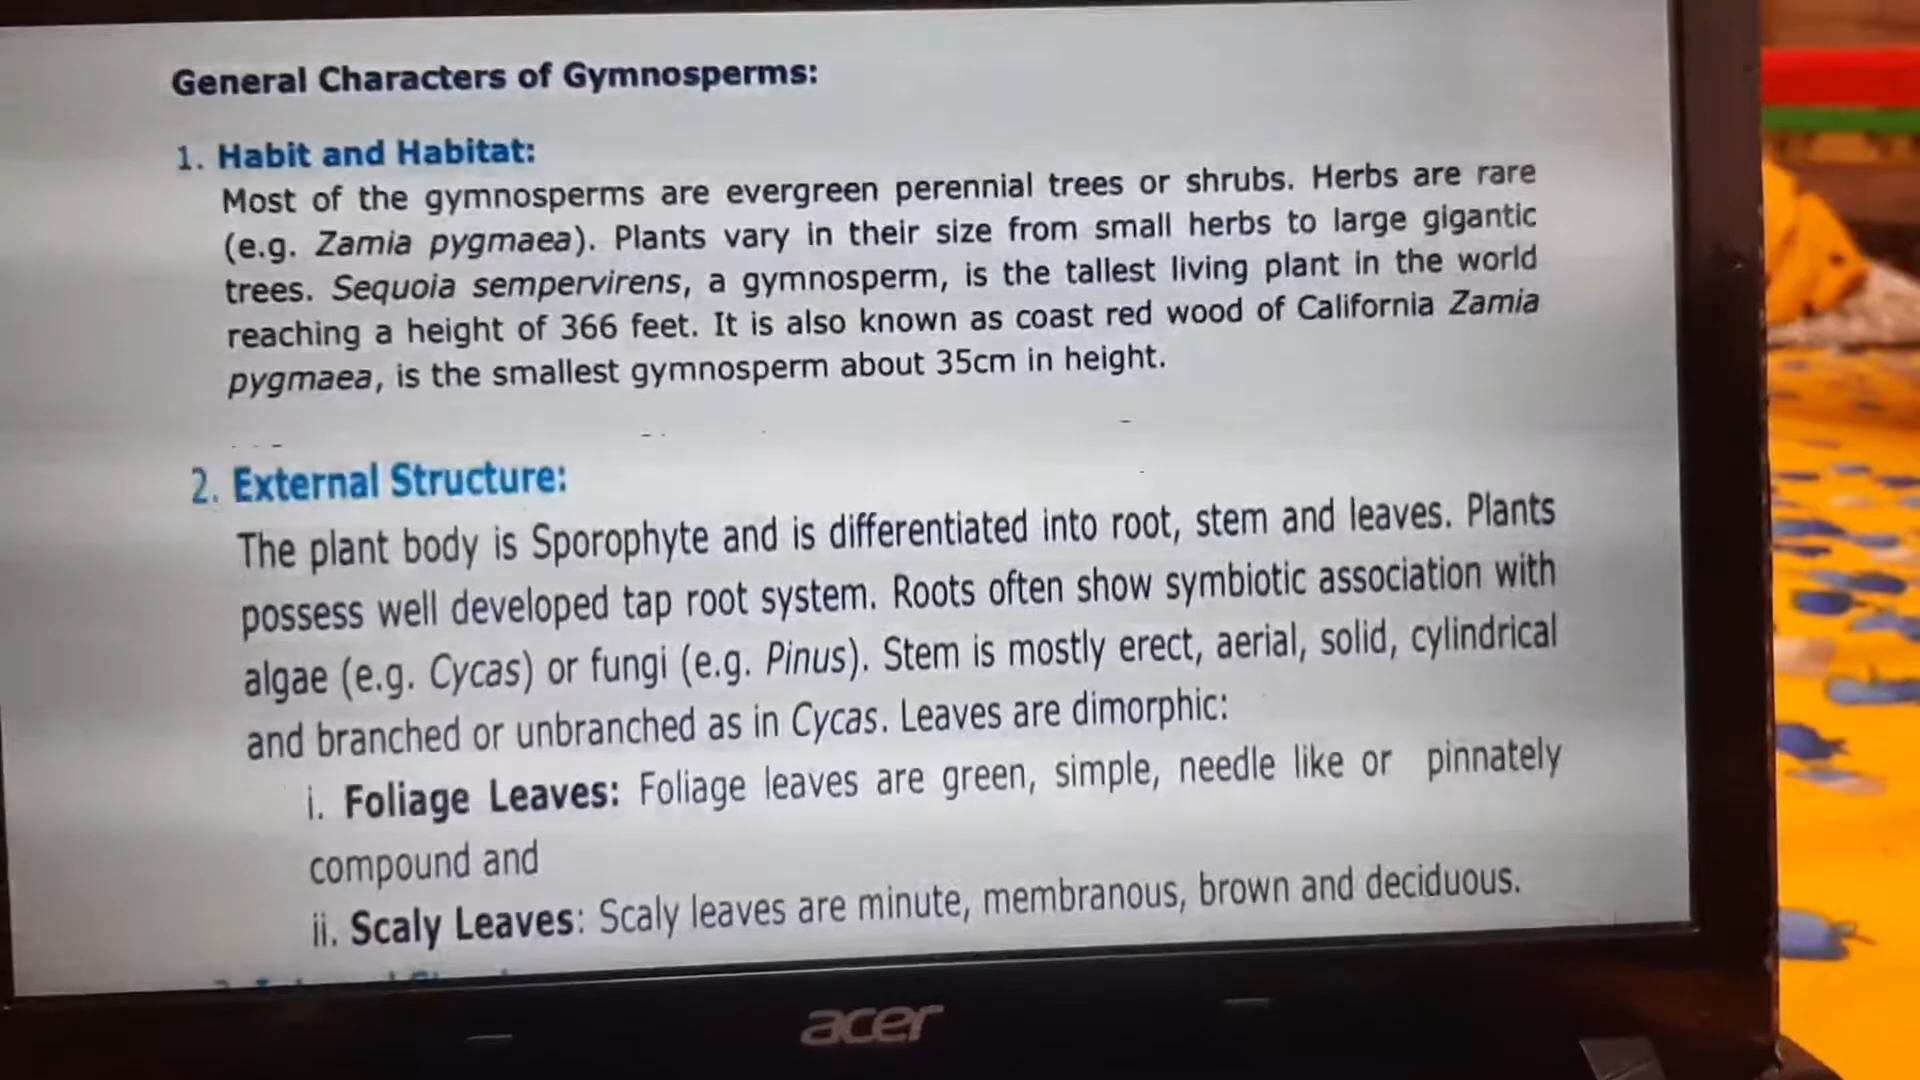 General Characters of Gymnosperms:
1. Habit and Habitat:
Most of the gymnosperms are evergreen perennial trees or shrubs. Herbs are rare
(e.g. Zamia pygmaea). Plants vary in their size from small herbs to large gigantic
trees. Sequoia sempervirens, a gymnosperm, is the tallest living plant in the world
reaching a height of 366 feet. It is also known as coast red wood of California Zamia
pygmaea, is the smallest gymnosperm about 35cm in height.
2. External Structure:
The plant body is Sporophyte and is differentiated into root, stem and leaves. Plants
possess well developed tap root system. Roots often show symbiotic association with
algae (e.g. Cycas) or fungi (e.g. Pinus). Stem is mostly erect, aerial, solid, cylindrical
and branched or unbranched as in Cycas. Leaves are dimorphic:
i. Foliage Leaves: Foliage leaves are green, simple, needle like or pinnately
compound and
ii. Scaly Leaves: Scaly leaves are minute, membranous, brown and deciduous.
acer